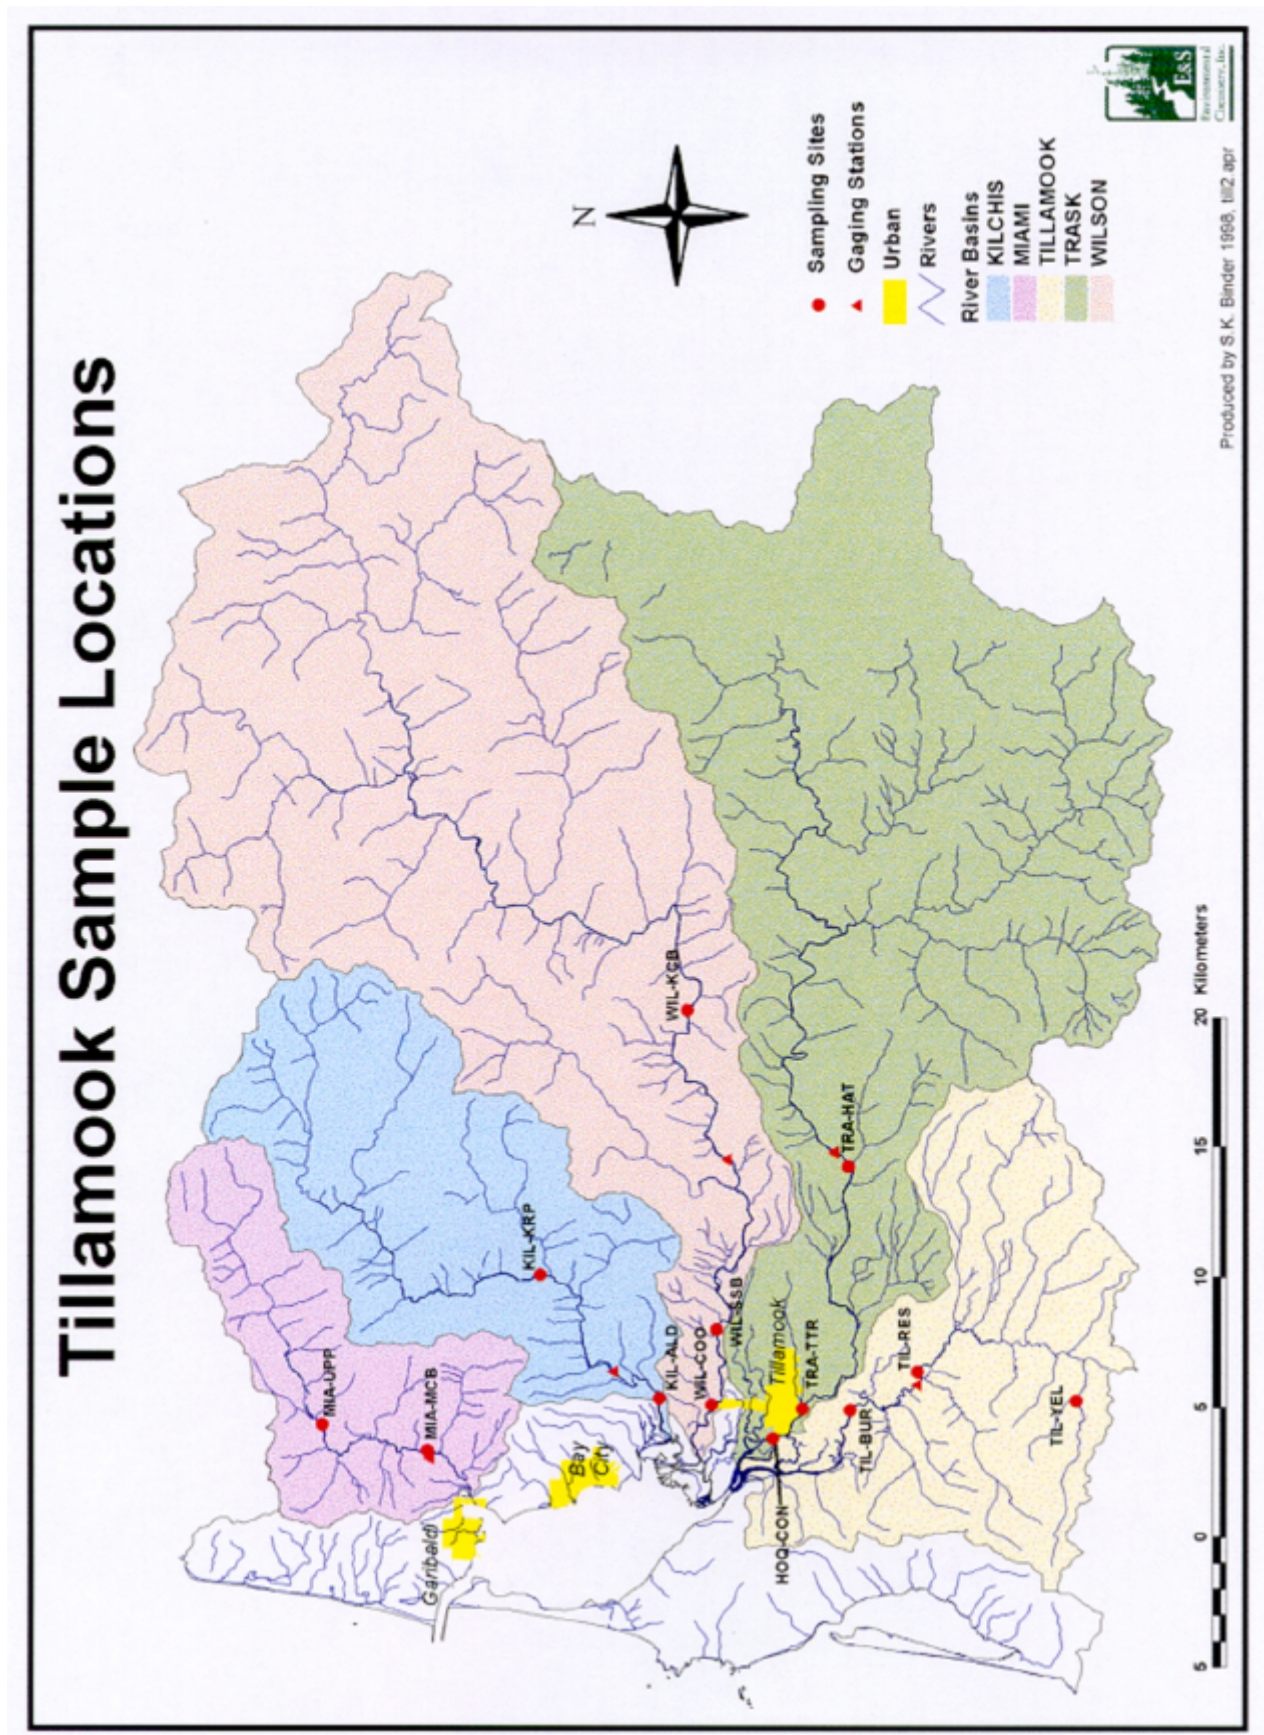 Tillamook Sample Locations
N
Sampling Sites
Gaging Stations
Urban
Rivers
River Basins
KILCHIS
MIAMI
TILLAMOOK
TRASK
WILSON
MIA-UPP
MIA-MCB
Garibaldi
Bay
City
KIL-KRP
KIL-ALD
WIL-KCB
WIL-COO
WIL-SSB
Tillamook
TRA-HAT
TRA-TTR
HOQ-CON
TIL-BUR
TIL-RES
TIL-YEL
5 0 5 10 15 20 Kilometers
E&S
Environmental
Chemistry, Inc.
Produced by S.K. Binder 1998, till2.apr